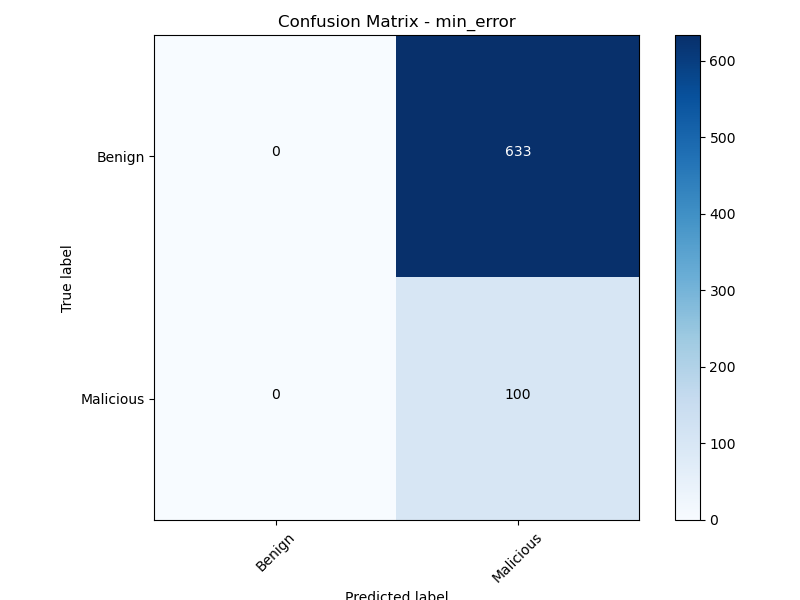 Confusion Matrix - min_error
True label
Benign
Malicious
0
633
0
100
Benign
Malicious
Predicted label
600
500
400
300
200
100
0